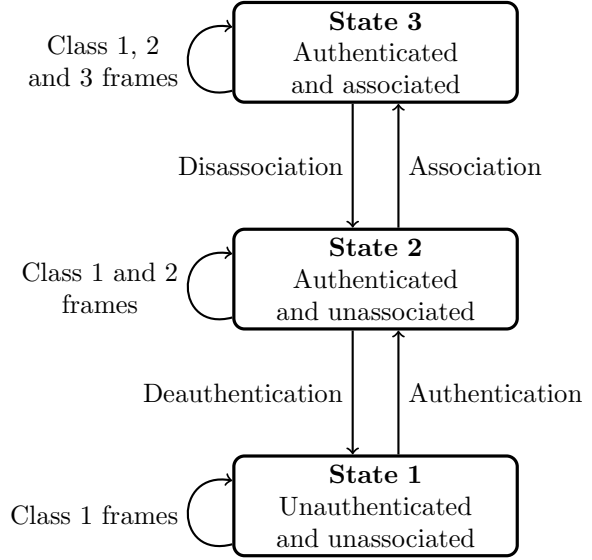 State 3
Authenticated
and associated
Class 1, 2
and 3 frames
Disassociation
Association
State 2
Authenticated
and unassociated
Class 1 and 2
frames
Deauthentication
Authentication
State 1
Unauthenticated
and unassociated
Class 1 frames